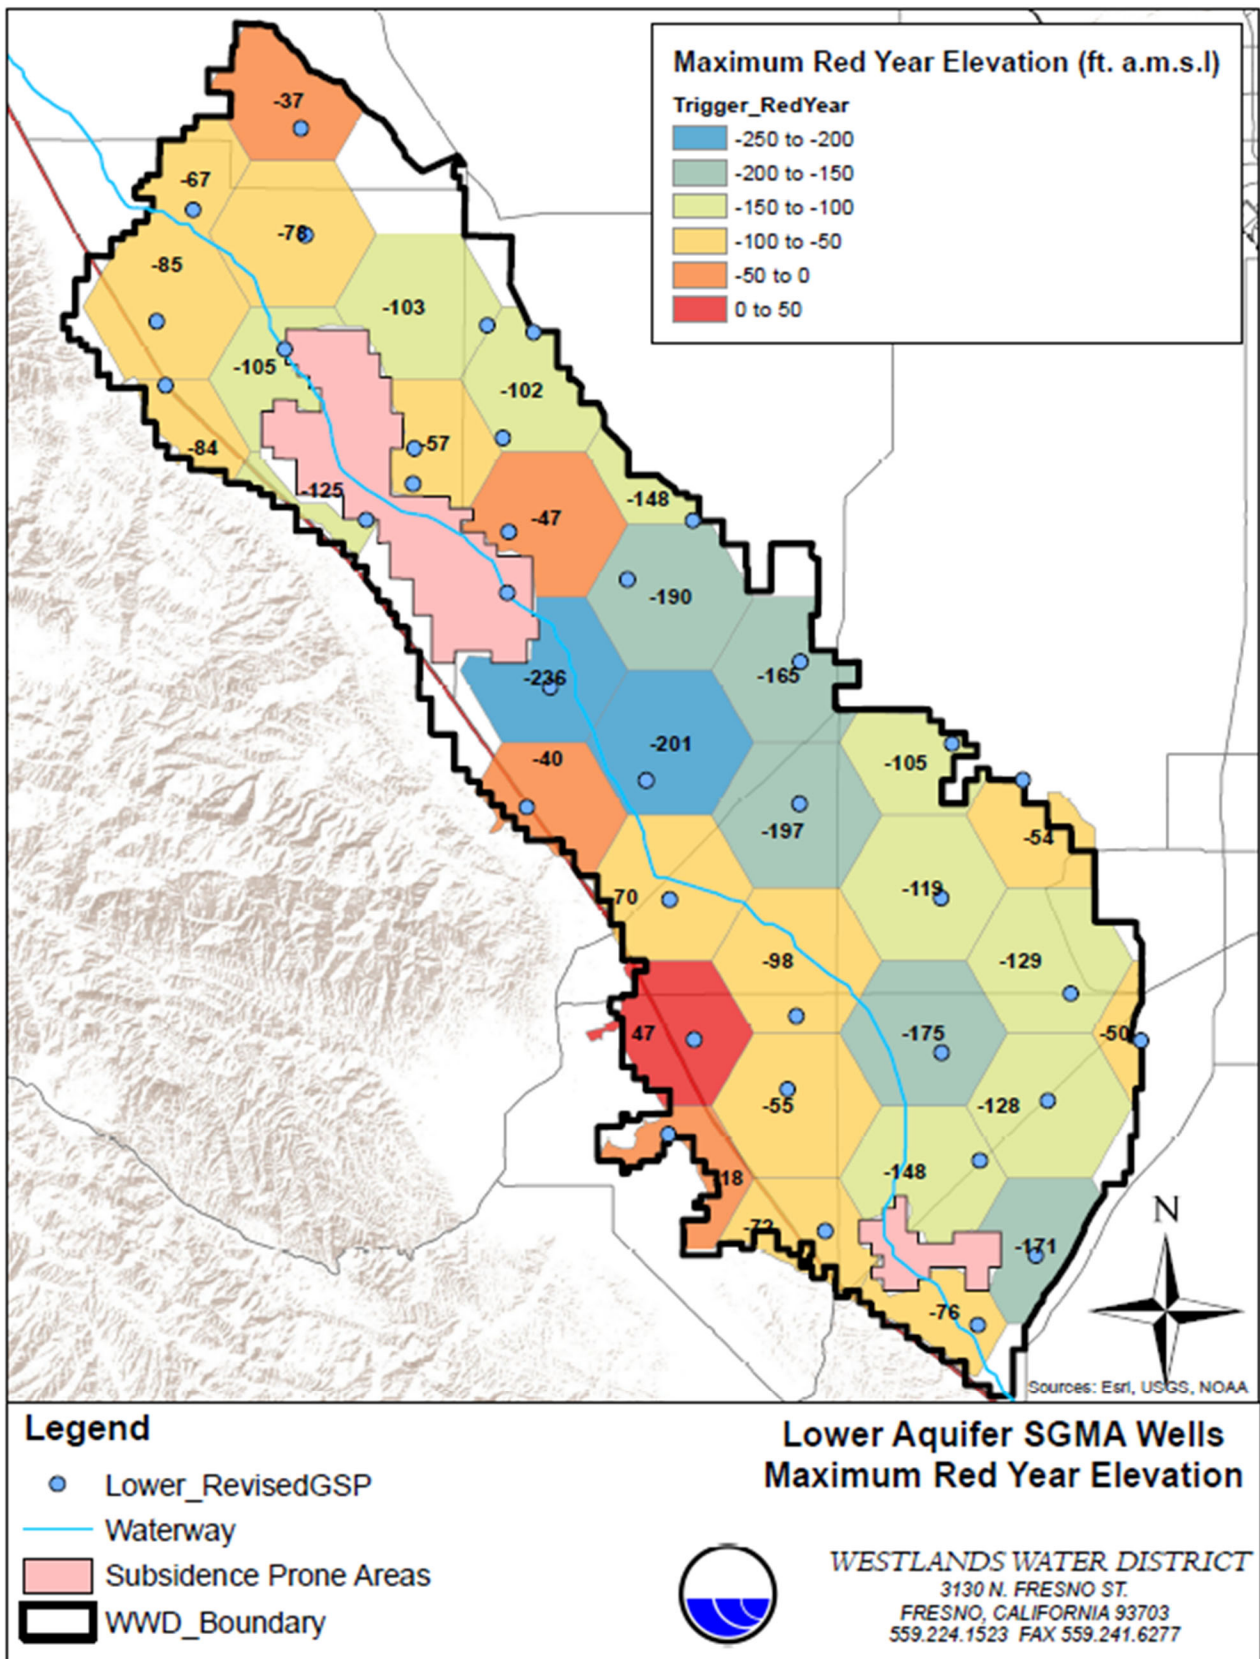 Maximum Red Year Elevation (ft. a.m.s.l)
Trigger_RedYear
-250 to -200
-200 to -150
-150 to -100
-100 to -50
-50 to 0
0 to 50
-37
-67
-78
-85
-103
-105
-102
-57
-84
-125
-148
-47
-190
-165
-236
-201
-40
-105
-197
-54
70
-119
-98
-129
47
-175
-50
-55
-128
-148
18
-72
-171
-76
N
Sources: Esri, USGS, NOAA
Legend
Lower_RevisedGSP
Waterway
Subsidence Prone Areas
WWD_Boundary
Lower Aquifer SGMA Wells
Maximum Red Year Elevation
WESTLANDS WATER DISTRICT
3130 N. FRESNO ST.
FRESNO, CALIFORNIA 93703
559.224.1523 FAX 559.241.6277